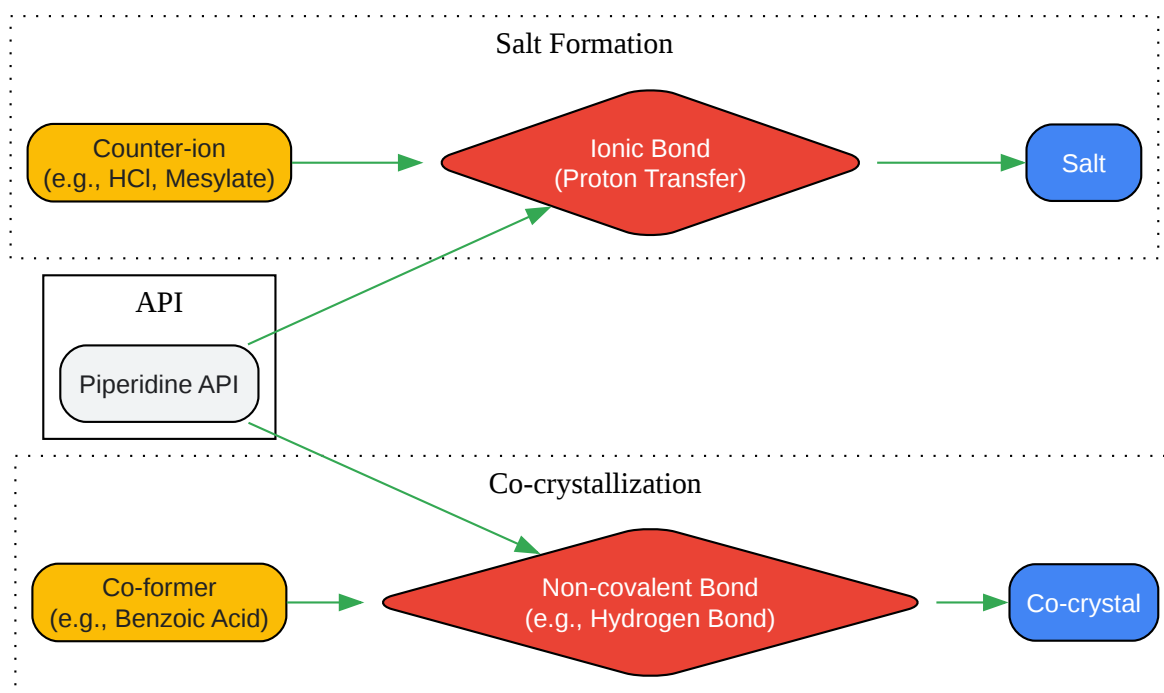 Salt Formation
Counter-ion
(e.g., HCl, Mesylate)
Ionic Bond
(Proton Transfer)
Salt
API
Piperidine API
Co-crystallization
Co-former
(e.g., Benzoic Acid)
Non-covalent Bond
(e.g., Hydrogen Bond)
Co-crystal